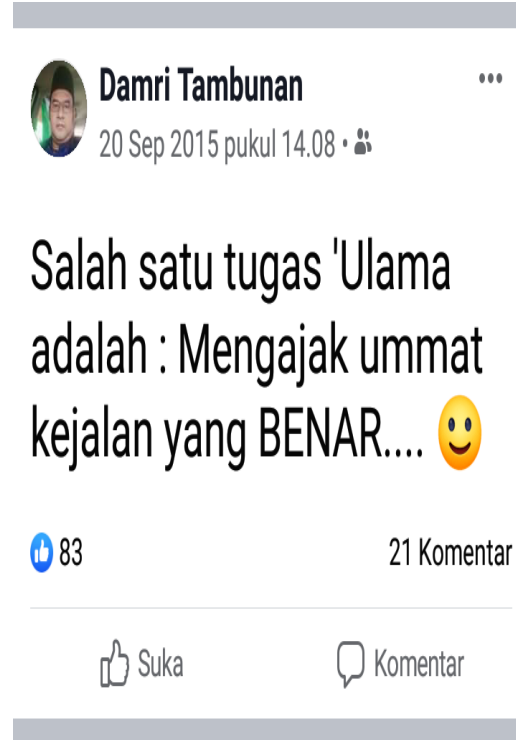 Damri Tambunan
20 Sep 2015 pukul 14.08 •
Salah satu tugas 'Ulama
adalah : Mengajak ummat
kejalan yang BENAR.... 🙂
83
21 Komentar
Suka
Komentar